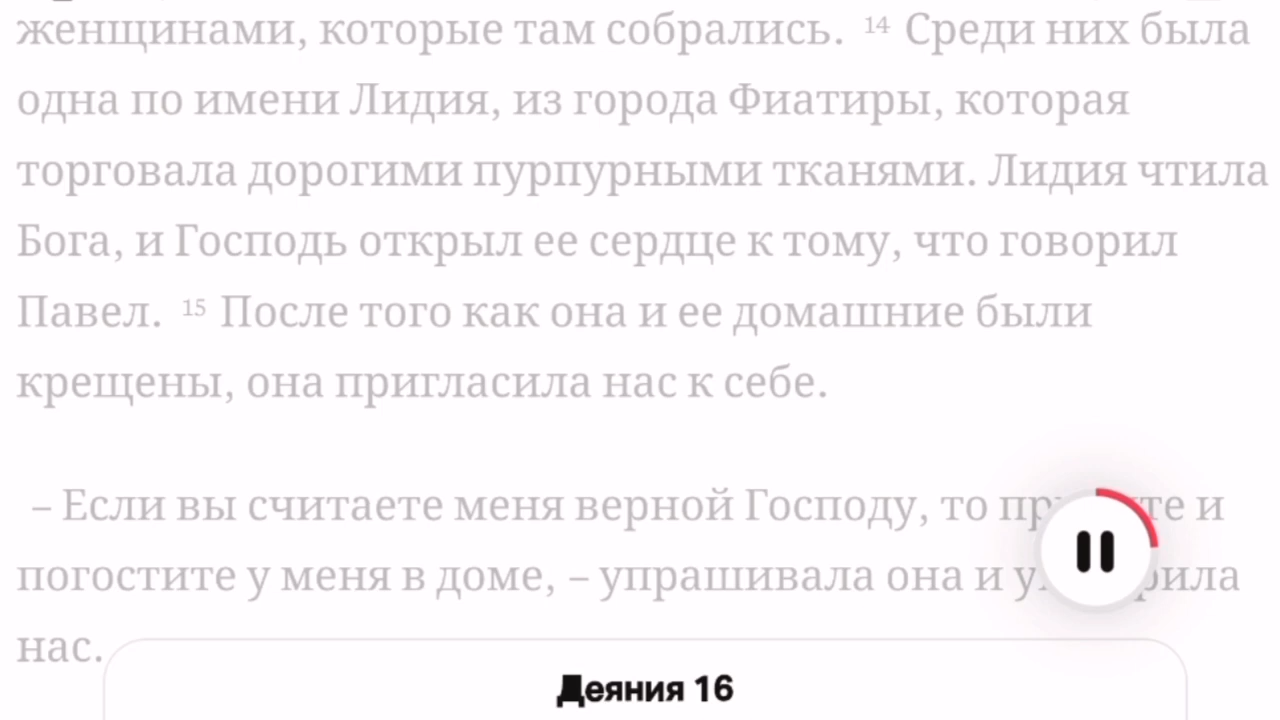 женщинами, которые там собрались. 14 Среди них была
одна по имени Лидия, из города Фиатиры, которая
торговала дорогими пурпурными тканями. Лидия чтила
Бога, и Господь открыл ее сердце к тому, что говорил
Павел. 15 После того как она и ее домашние были
крещены, она пригласила нас к себе.
– Если вы считаете меня верной Господу, то и
погостите у меня в доме, – упрашивала она и
нас.
Деяния 16